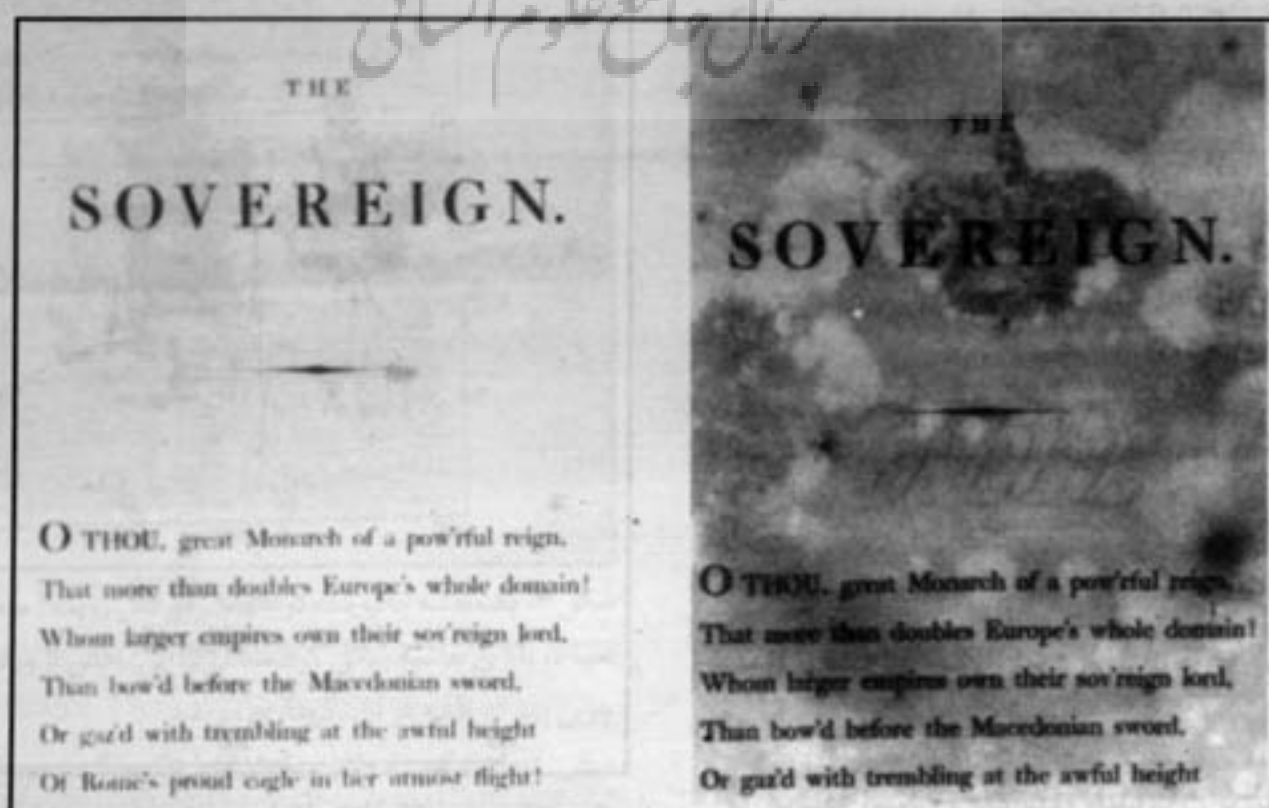 پرتال جامع علوم انسانی
THE
SOVEREIGN.
O THOU, great Monarch of a pow'rful reign,
That more than doubles Europe's whole domain!
Whom larger empires own their sov'reign lord,
Than bow'd before the Macedonian sword,
Or gaz'd with trembling at the awful height
Of Rome's proud eagle in her utmost flight!
THE
SOVEREIGN.
O THOU, great Monarch of a pow'rful reign,
That more than doubles Europe's whole domain!
Whom larger empires own their sov'reign lord,
Than bow'd before the Macedonian sword,
Or gaz'd with trembling at the awful height